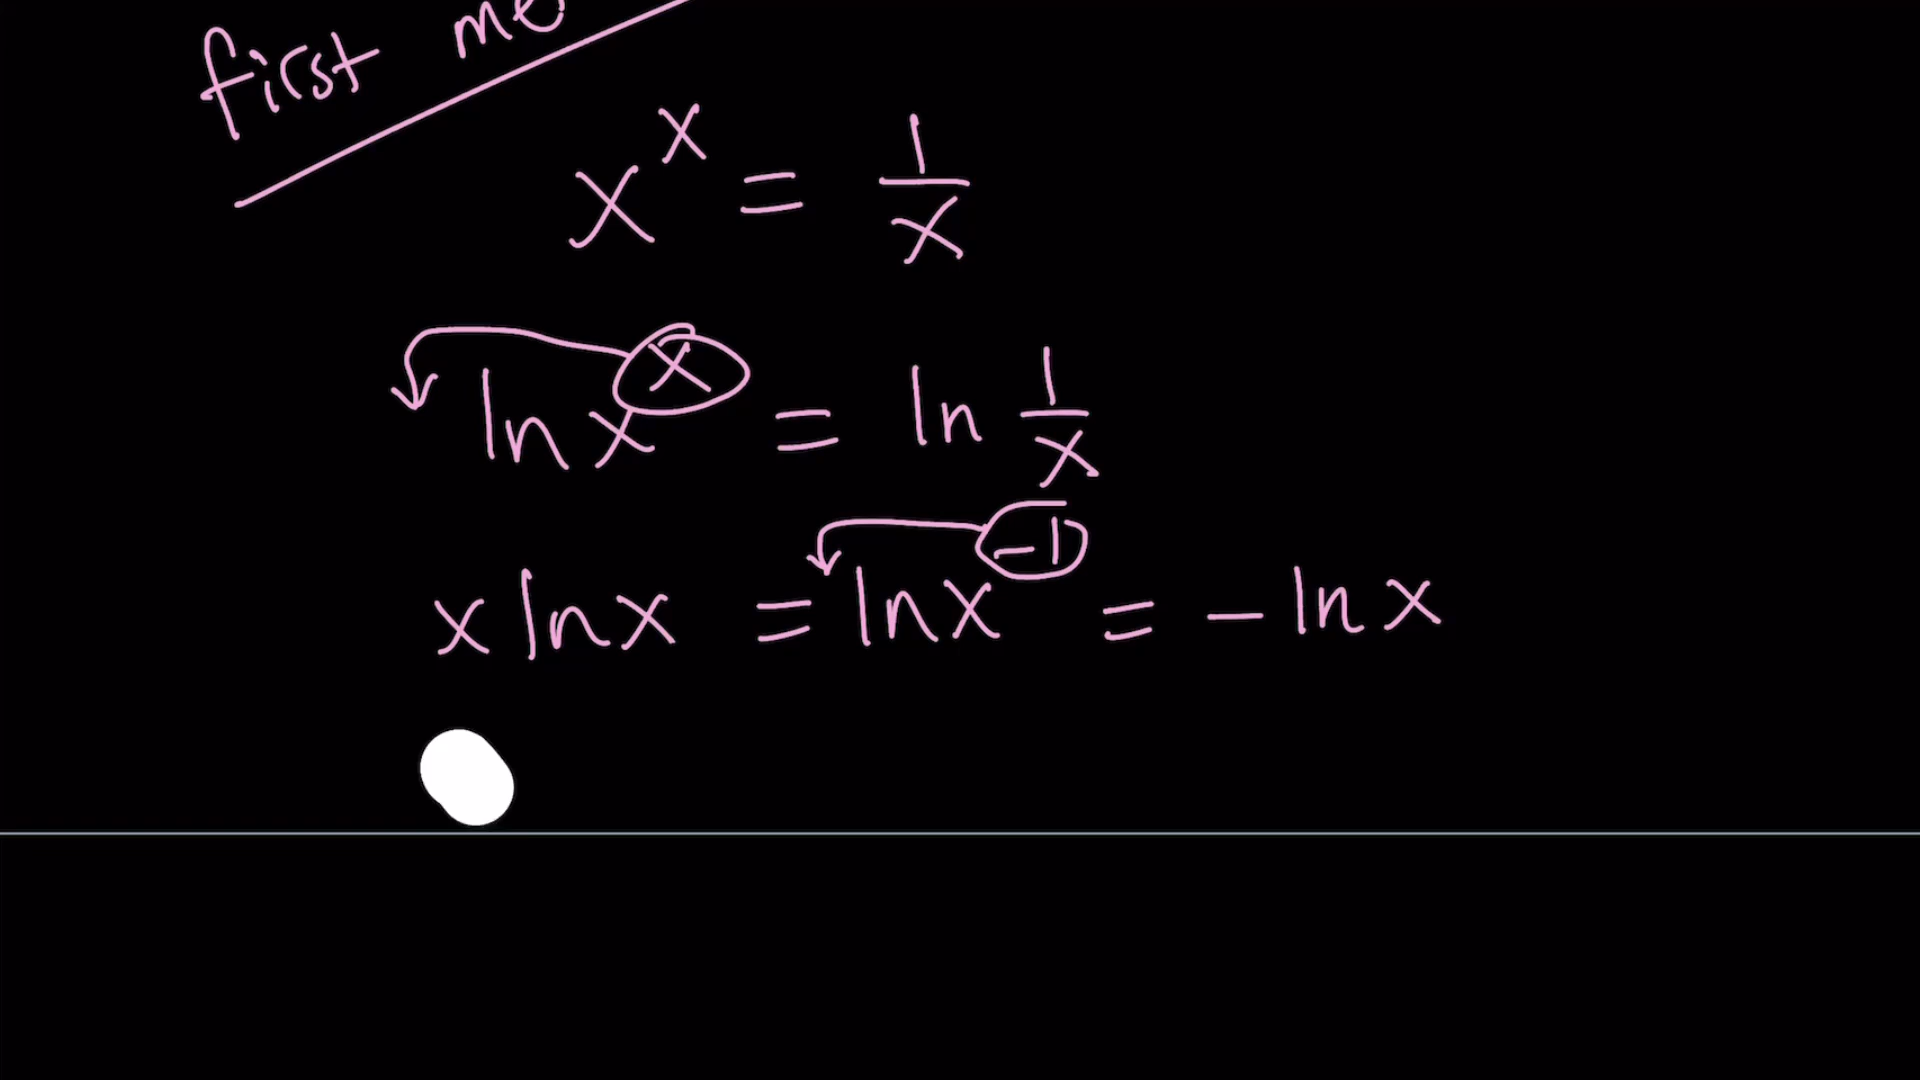 first me
x^x = 1/x
ln x^x = ln 1/x
x ln x = ln x^-1 = - ln x